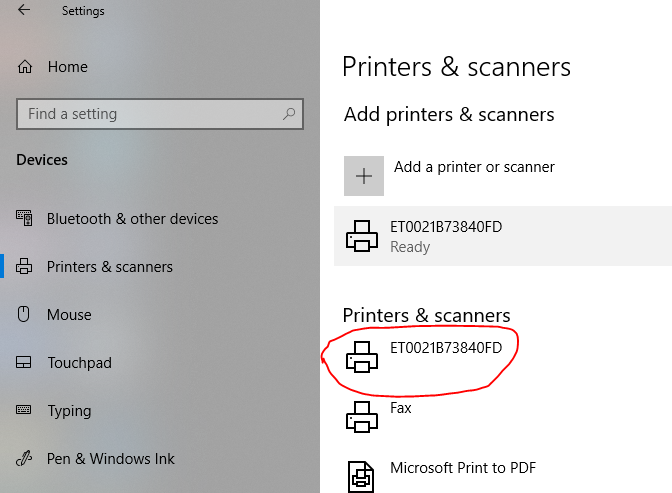 Settings
Home
Find a setting
Devices
Bluetooth & other devices
Printers & scanners
Mouse
Touchpad
Typing
Pen & Windows Ink
Printers & scanners
Add printers & scanners
Add a printer or scanner
ET0021B73840FD
Ready
Printers & scanners
ET0021B73840FD
Fax
Microsoft Print to PDF